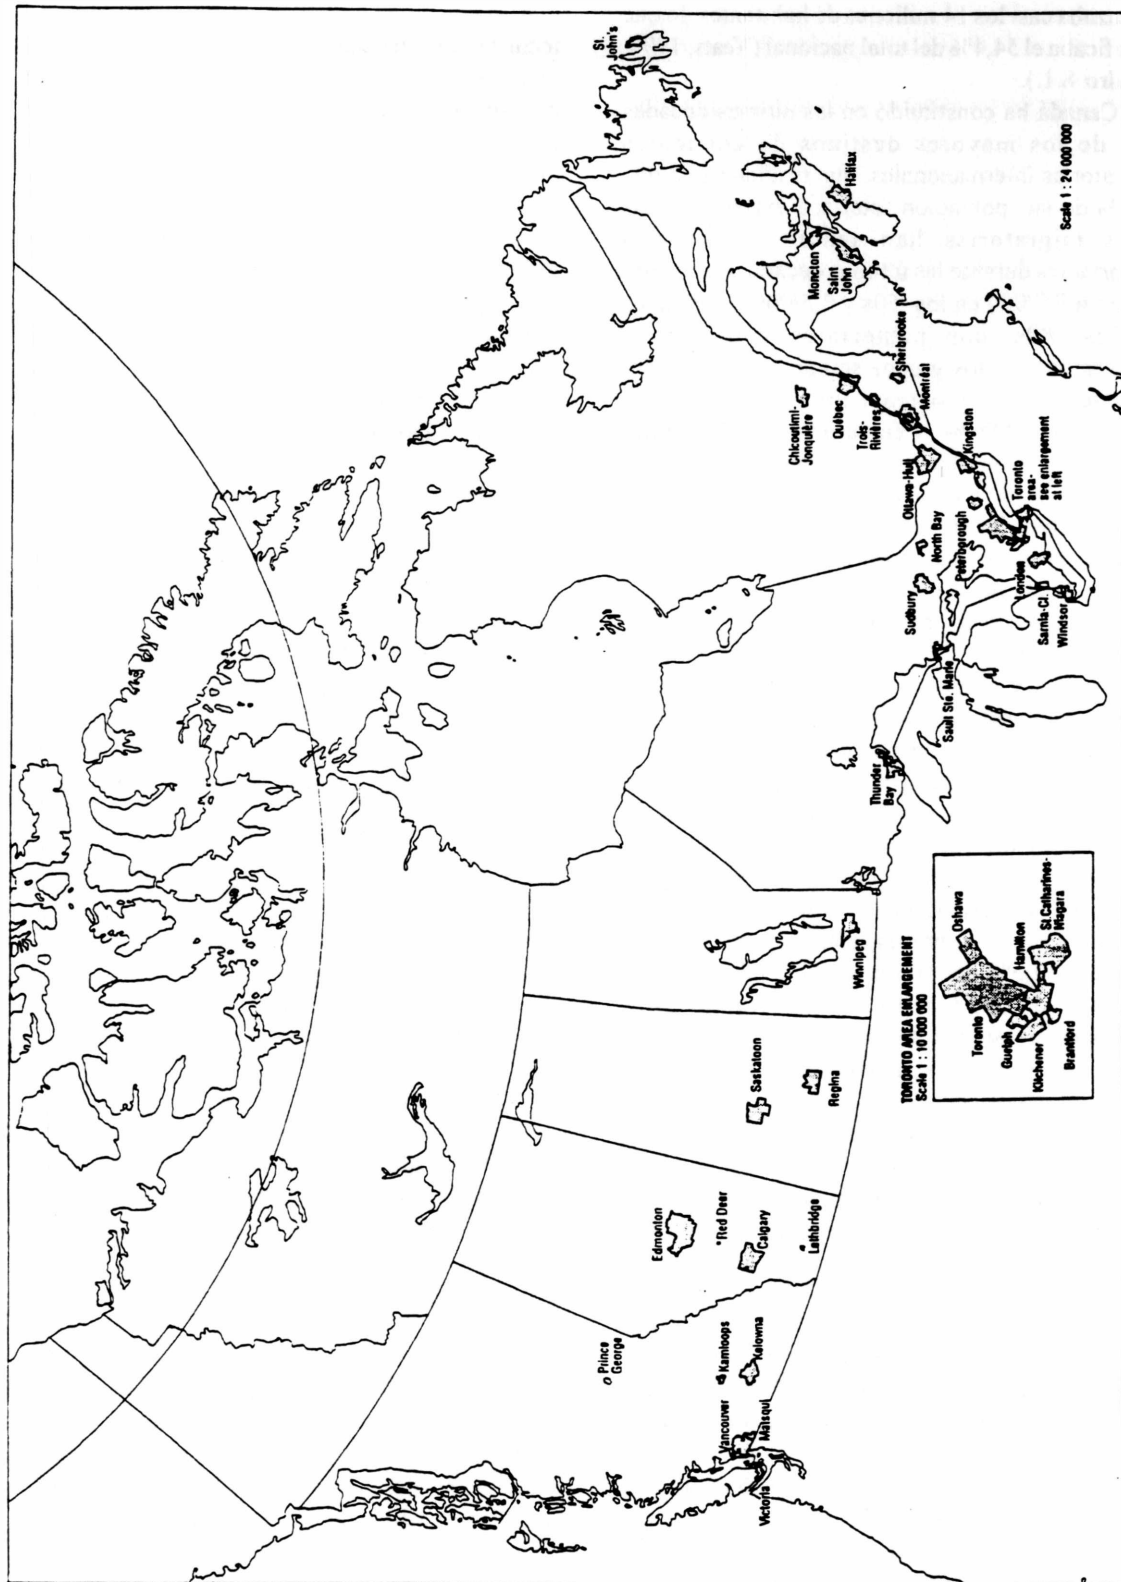 St.
John's
Halifax
Moncton
Saint
John
Sherbrooke
Chicoutimi-
Jonquière
Québec
Trois-
Rivières
Montréal
Ottawa-Hull
Kingston
Toronto
area-
see enlargement
at left
Peterborough
North Bay
Sudbury
London
Sarnia-Cl.
Windsor
Sault Ste. Marie
Thunder
Bay
Winnipeg
Saskatoon
Regina
Edmonton
Red Deer
Calgary
Lethbridge
Prince
George
Kamloops
Kelowna
Vancouver
Matsqui
Victoria
Scale 1 : 24 000 000
TORONTO AREA ENLARGEMENT
Scale 1 : 10 000 000
Oshawa
Toronto
Hamilton
St. Catharines-
Niagara
Guelph
Kitchener
Brantford